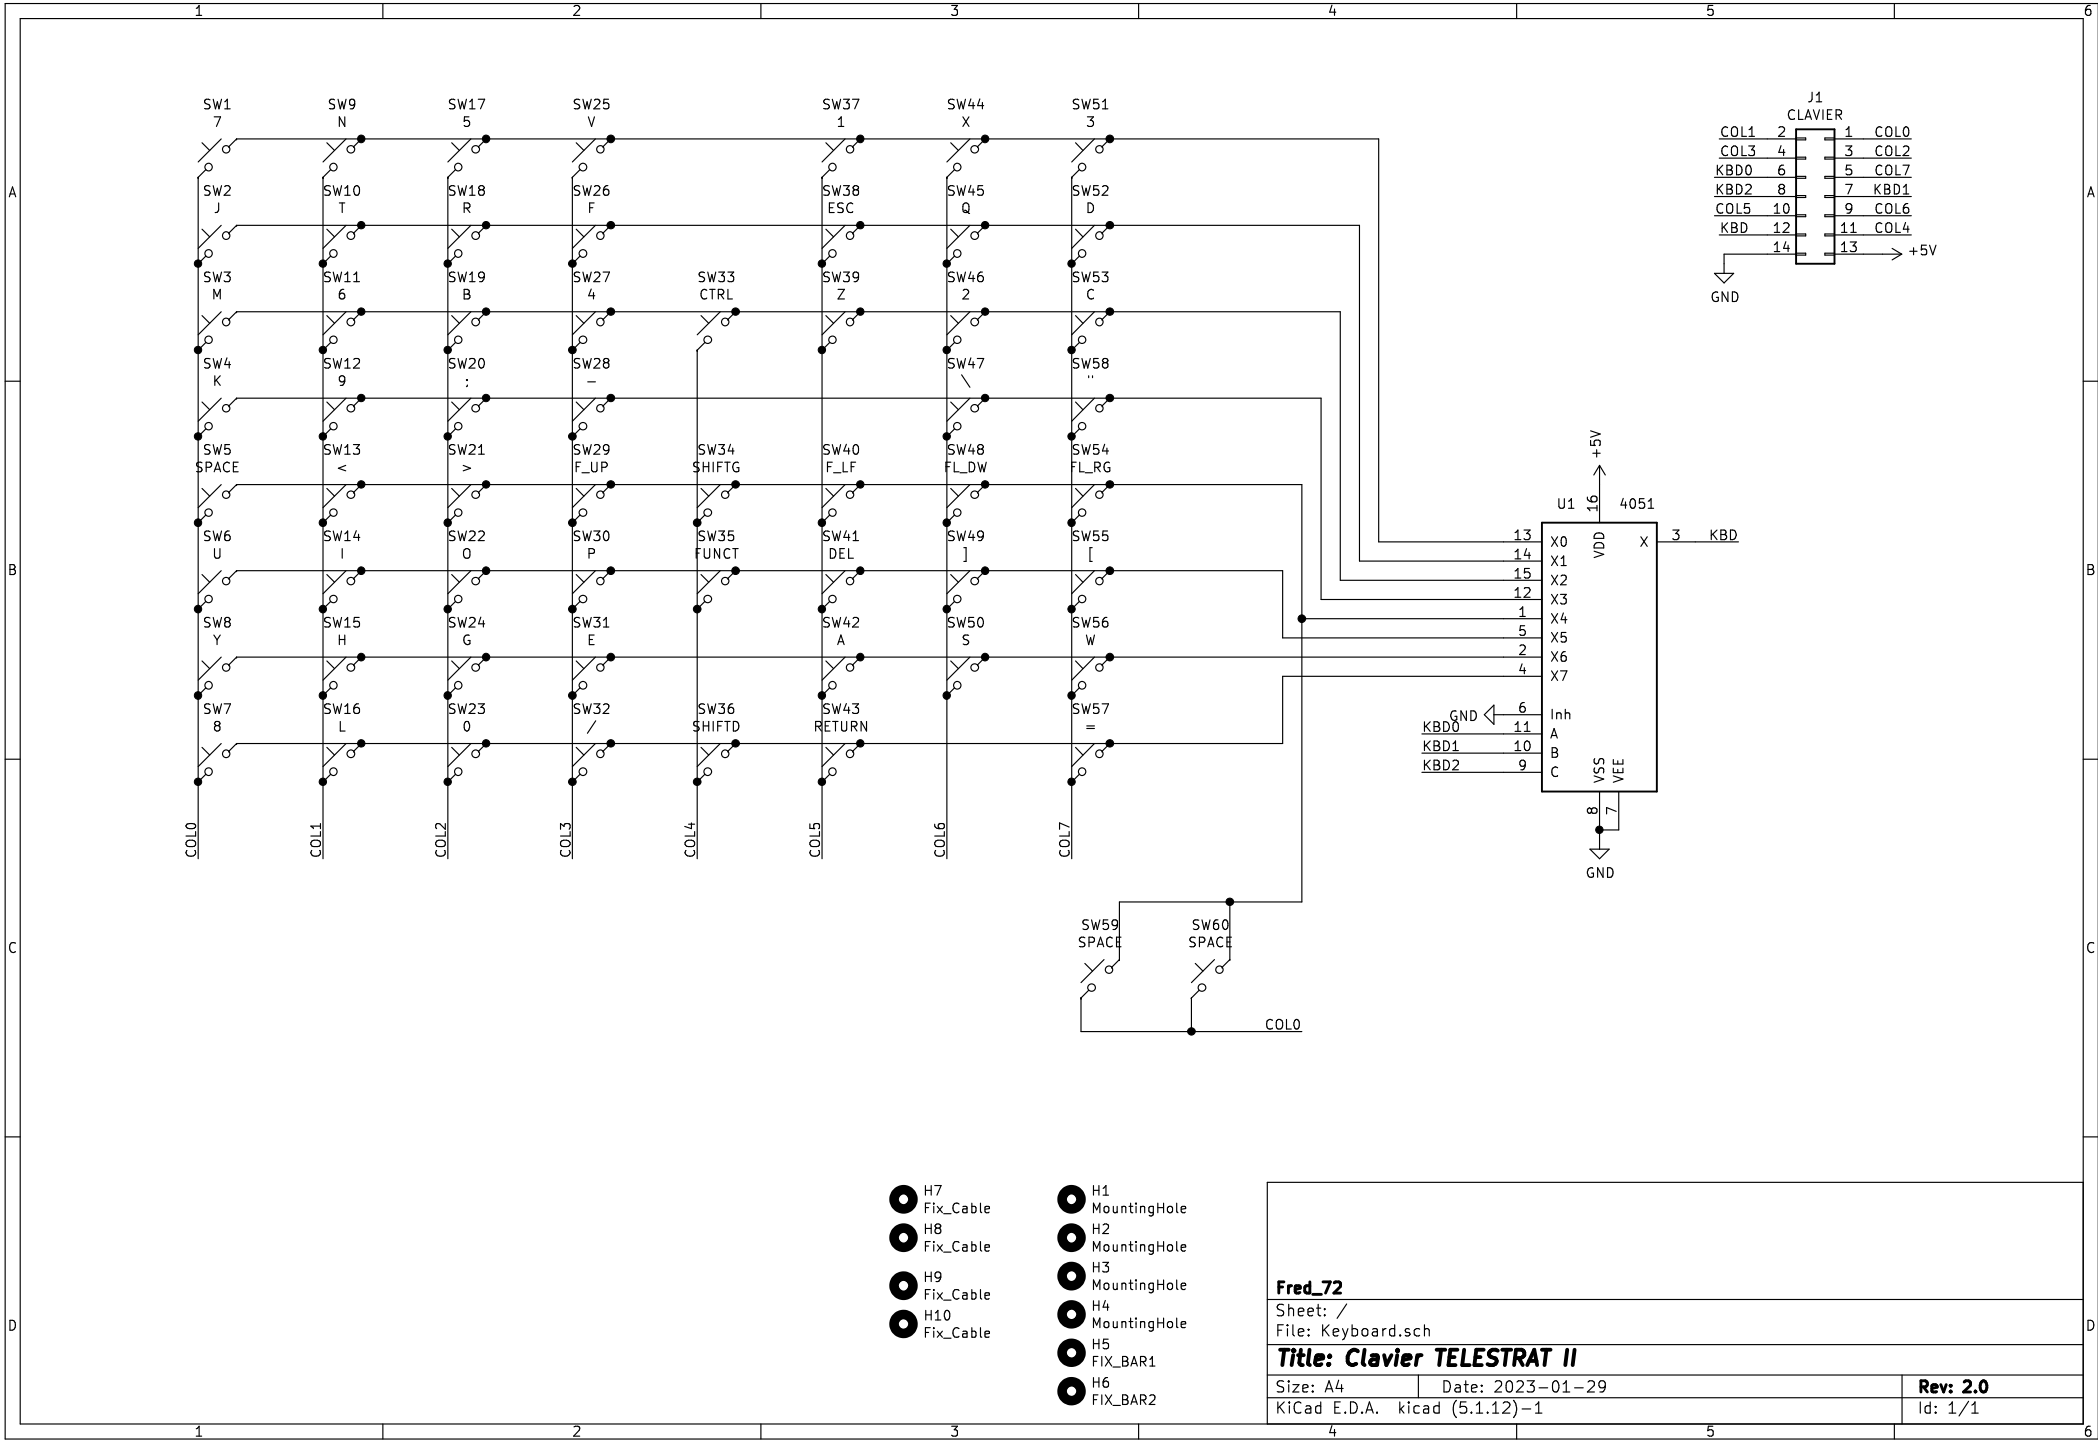 1 2 3 4 5 6
SW1 SW9 SW17 SW25 SW37 SW44 SW51
7 N 5 V 1 X 3
J1
CLAVIER
COL1 2 1 COL0
COL3 4 3 COL2
KBD0 6 5 COL7
KBD2 8 7 KBD1
COL5 10 9 COL6
KBD 12 11 COL4
14 13 +5V
GND
A A
SW2 SW10 SW18 SW26 SW38 SW45 SW52
J T R F ESC Q D
SW3 SW11 SW19 SW27 SW33 SW39 SW46 SW53
M 6 B 4 CTRL Z 2 C
SW4 SW12 SW20 SW28 SW47 SW58
K 9 : - \ "
SW5 SW13 SW21 SW29 SW34 SW40 SW48 SW54
SPACE < > F_UP SHIFTG F_LF FL_DW FL_RG
SW6 SW14 SW22 SW30 SW35 SW41 SW49 SW55
U I O P FUNCT DEL ] [
SW8 SW15 SW24 SW31 SW42 SW50 SW56
Y H G E A S W
SW7 SW16 SW23 SW32 SW36 SW43 SW57
8 L 0 / SHIFTD RETURN =
COL0 COL1 COL2 COL3 COL4 COL5 COL6 COL7
B B
+5V
16
U1 4051
VDD
13 X0 X 3 KBD
14 X1
15 X2
12 X3
1 X4
5 X5
2 X6
4 X7
GND 6 Inh
KBD0 11 A
KBD1 10 B
KBD2 9 C
VSS VEE
8 7
GND
C C
SW59 SW60
SPACE SPACE
COL0
H7
Fix_Cable
H8
Fix_Cable
H9
Fix_Cable
H10
Fix_Cable
H1
MountingHole
H2
MountingHole
H3
MountingHole
H4
MountingHole
H5
FIX_BAR1
H6
FIX_BAR2
D D
Fred_72
Sheet: /
File: Keyboard.sch
Title: Clavier TELESTRAT II
Size: A4 Date: 2023-01-29 Rev: 2.0
KiCad E.D.A. kicad (5.1.12)-1 Id: 1/1
1 2 3 4 5 6